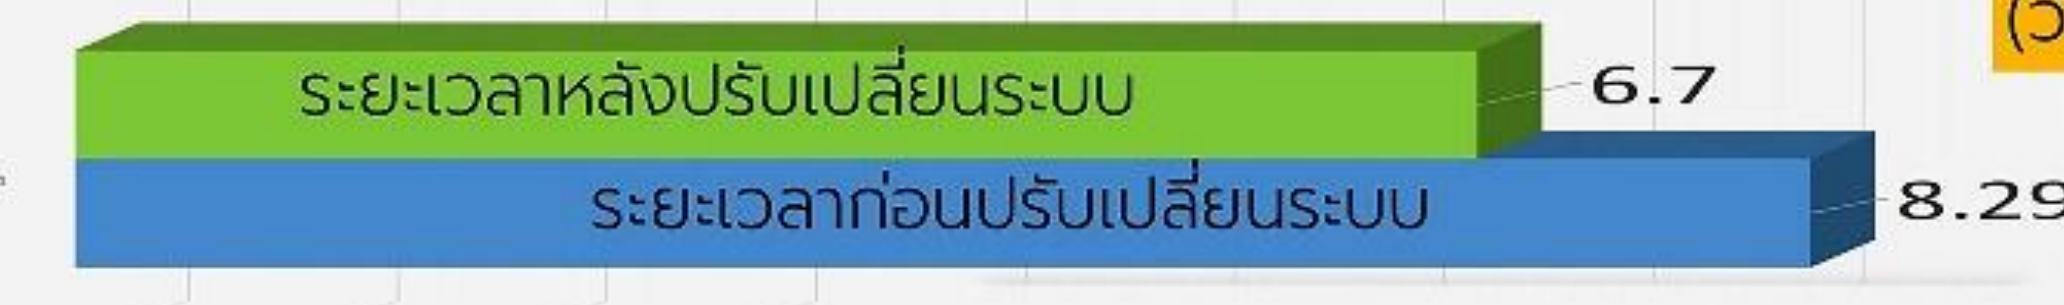 ระยะเวลาหลังปรับเปลี่ยนระบบ
6.7
ระยะเวลาก่อนปรับเปลี่ยนระบบ
8.29